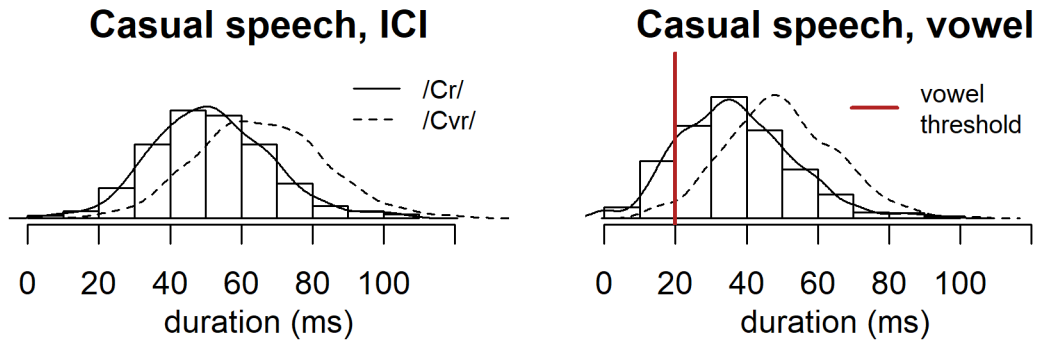 Casual speech, ICI
/Cr/
/Cvr/
0 20 40 60 80 100
duration (ms)
Casual speech, vowel
vowel
threshold
0 20 40 60 80 100
duration (ms)